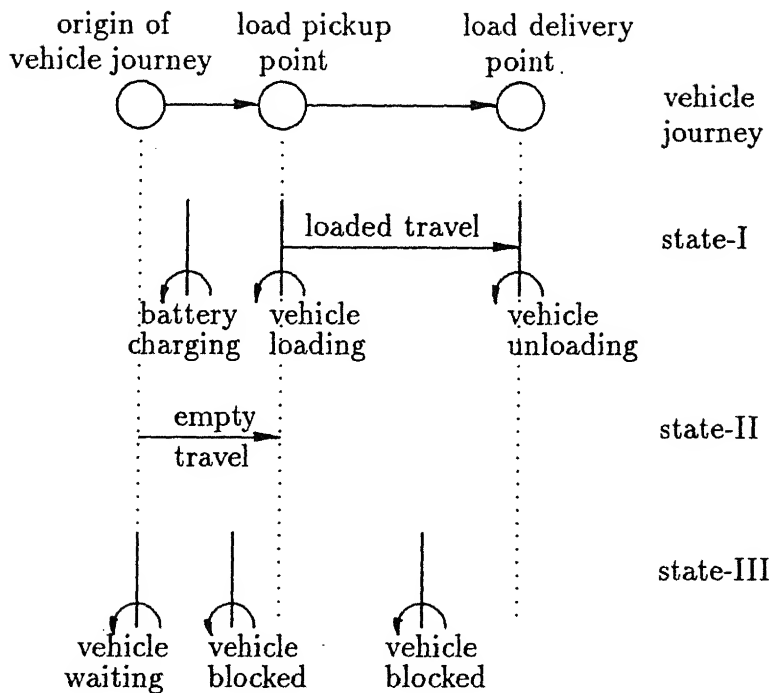 origin of
vehicle journey
load pickup
point
load delivery
point
vehicle
journey
loaded travel
state-I
battery
charging
vehicle
loading
vehicle
unloading
empty
travel
state-II
state-III
vehicle
waiting
vehicle
blocked
vehicle
blocked